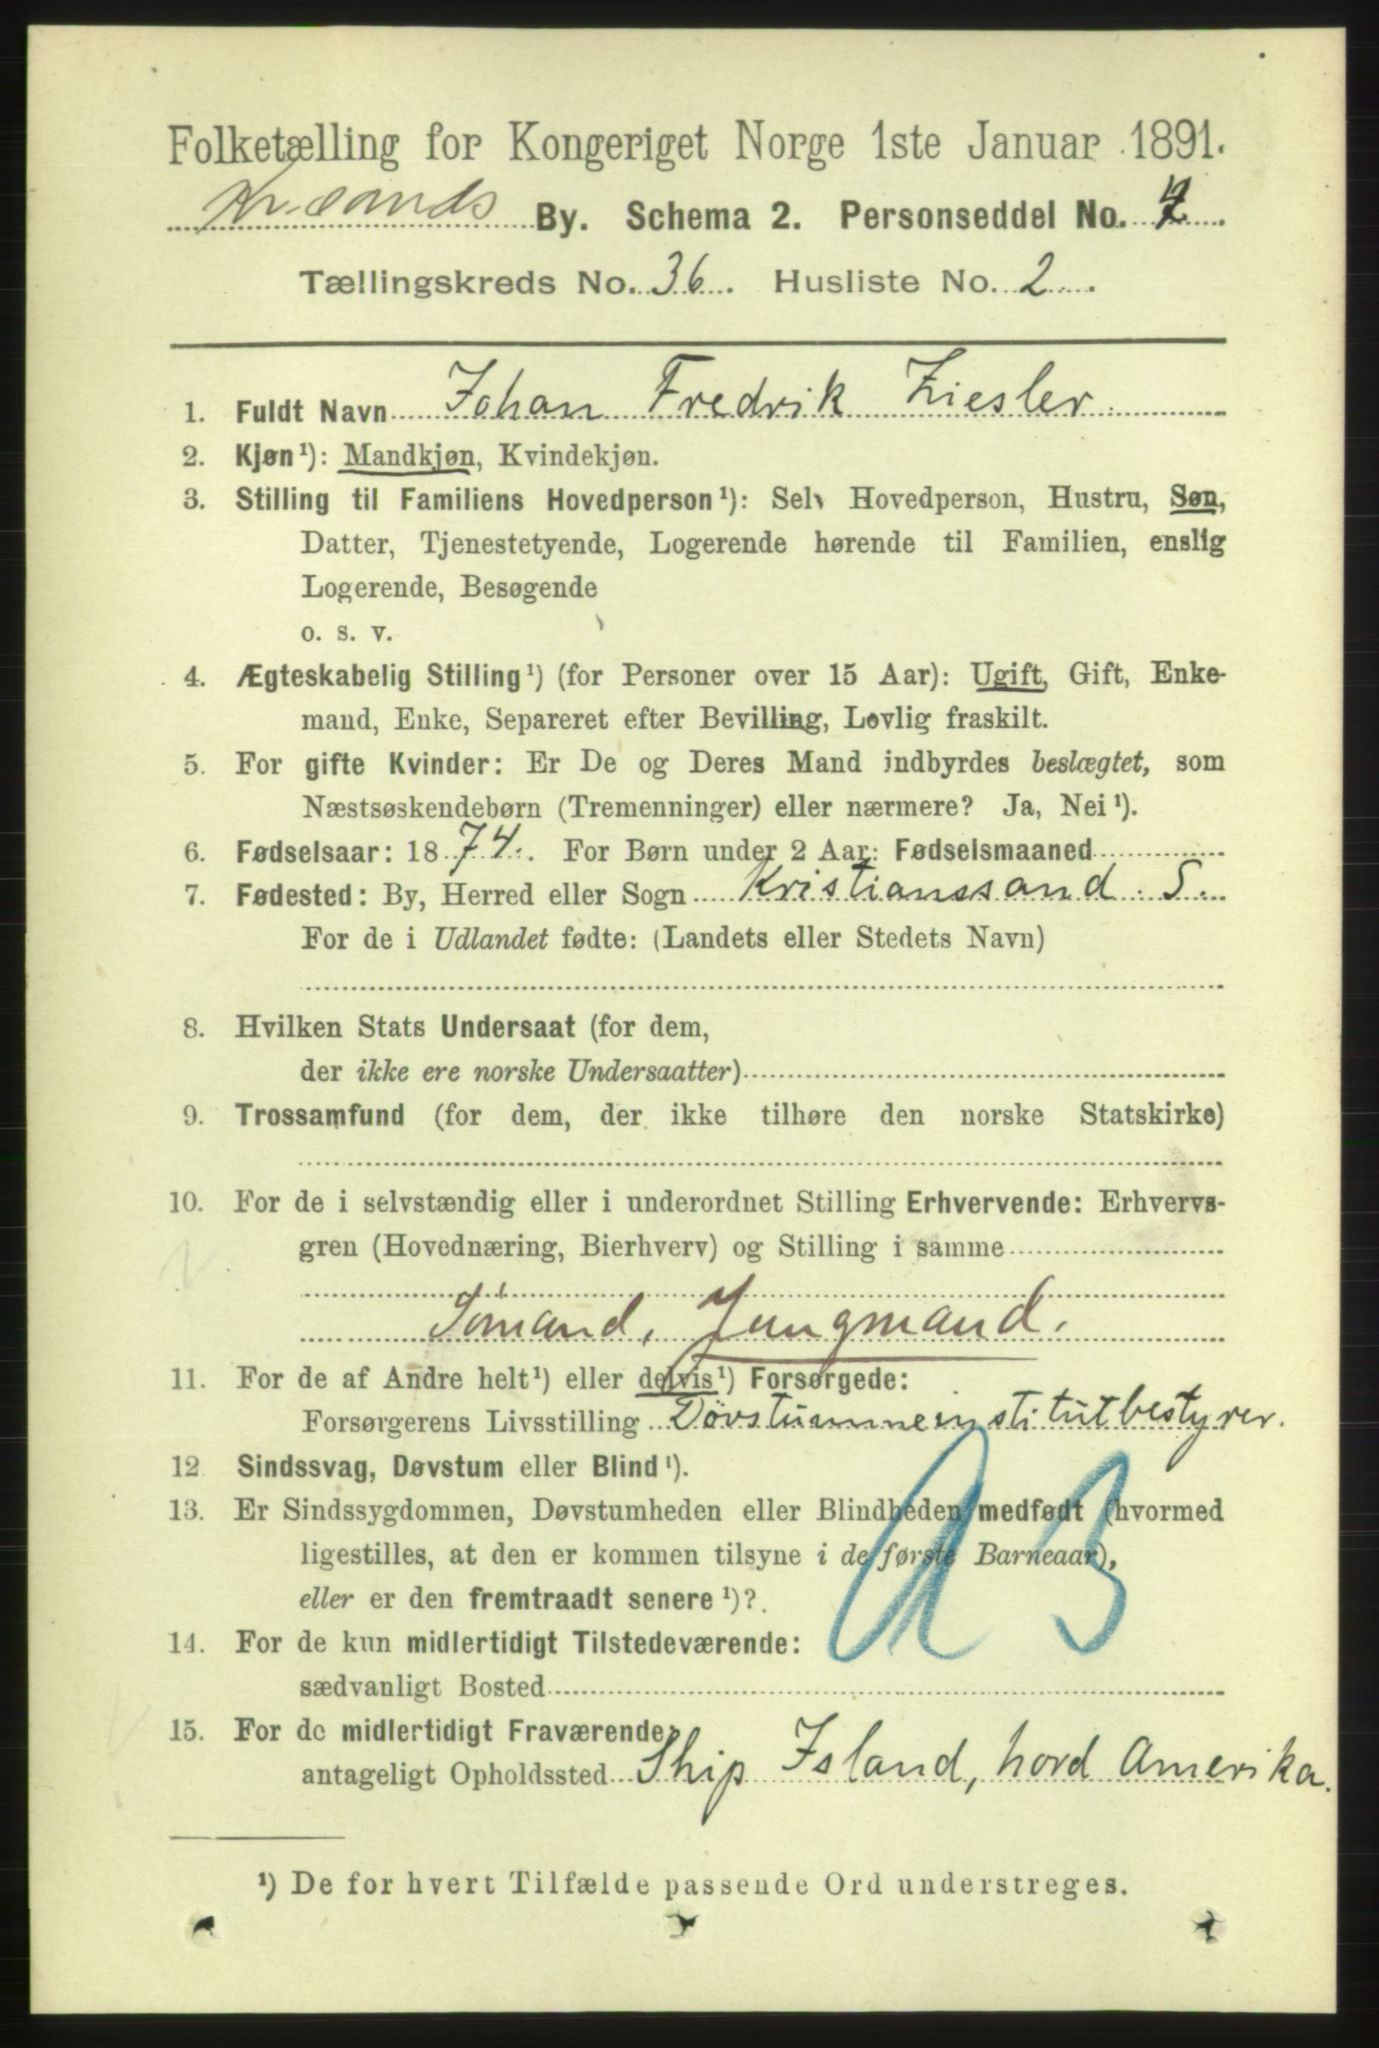 Folketælling for Kongeriget Norge 1ste Januar 1891.
Kr.sands By. Schema 2. Personseddel No.
Tællingskreds No. 36. Husliste No. 2.
1. Fuldt Navn Johan Fredrik Ziesler.
2. Kjøn¹): Mandkjøn, Kvindekjøn.
3. Stilling til Familiens Hovedperson¹): Selv Hovedperson, Hustru, Søn,
Datter, Tjenestetyende, Logerende hørende til Familien, enslig
Logerende, Besøgende
o. s. v.
4. Ægteskabelig Stilling¹) (for Personer over 15 Aar): Ugift, Gift, Enke-
mand, Enke, Separeret efter Bevilling, Lovlig fraskilt.
5. For gifte Kvinder: Er De og Deres Mand indbyrdes beslægtet, som
Næstsøskendebørn (Tremenninger) eller nærmere? Ja, Nei¹).
6. Fødselsaar: 1874. For Børn under 2 Aar: Fødselsmaaned
7. Fødested: By, Herred eller Sogn Kristianssand S.
For de i Udlandet fødte: (Landets eller Stedets Navn)
8. Hvilken Stats Undersaat (for dem,
der ikke ere norske Undersaatter)
9. Trossamfund (for dem, der ikke tilhøre den norske Statskirke)
10. For de i selvstændig eller i underordnet Stilling Erhvervende: Erhvervs-
gren (Hovednæring, Bierhverv) og Stilling i samme
Sømand, Jungmand.
11. For de af Andre helt¹) eller delvis¹) Forsørgede:
Forsørgerens Livsstilling Døvstummeinstitutbestyrer.
12 Sindssvag, Døvstum eller Blind¹).
13. Er Sindssygdommen, Døvstumheden eller Blindheden medfødt (hvormed
ligestilles, at den er kommen tilsyne i de første Barneaar),
eller er den fremtraadt senere¹)?
14. For de kun midlertidigt Tilstedeværende:
sædvanligt Bosted
15. For de midlertidigt Fraværende:
antageligt Opholdssted Ship Island, Nord Amerika.
¹) De for hvert Tilfælde passende Ord understreges.